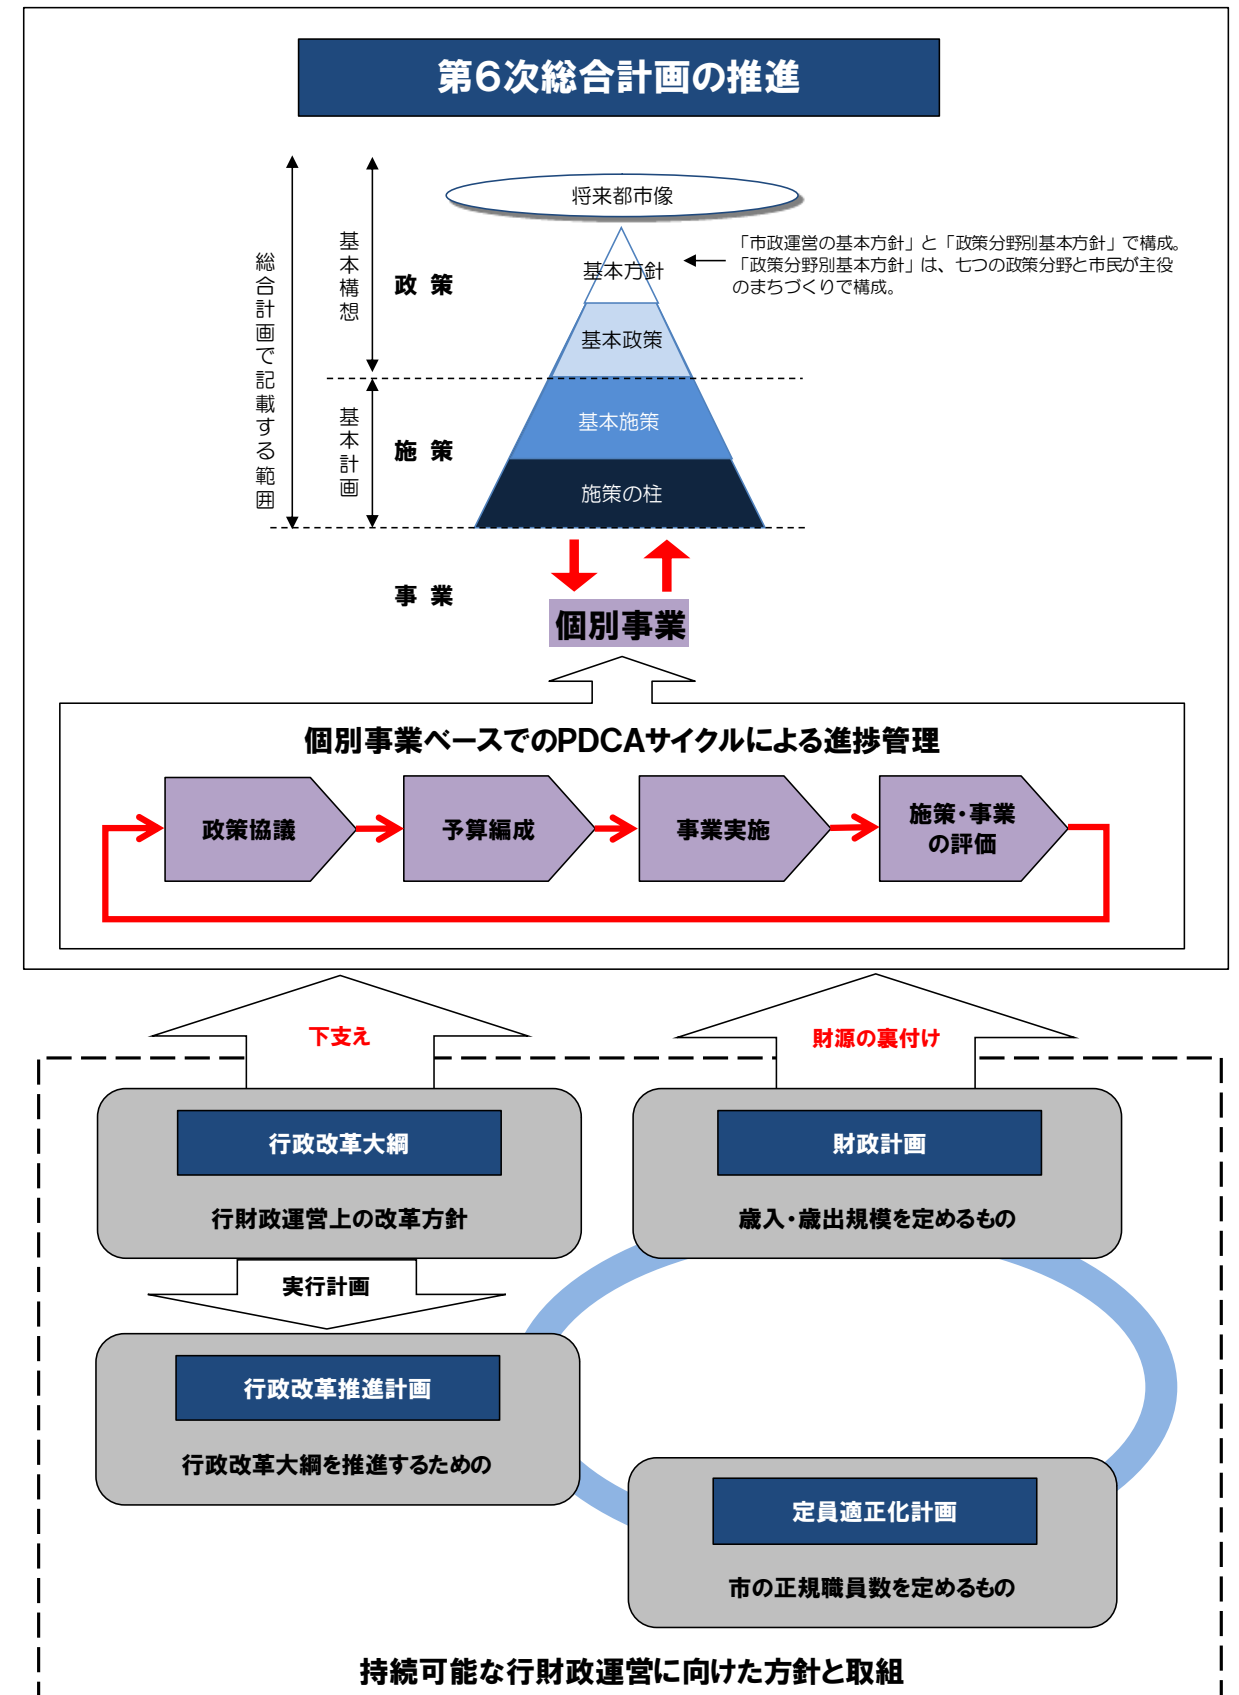 第6次総合計画の推進
将来都市像
総合計画で記載する範囲
基本構想
政 策
基本方針
「市政運営の基本方針」と「政策分野別基本方針」で構成。
「政策分野別基本方針」は、七つの政策分野と市民が主役
のまちづくりで構成。
基本政策
基本計画
施 策
基本施策
施策の柱
事 業
個別事業
個別事業ベースでのPDCAサイクルによる進捗管理
政策協議
予算編成
事業実施
施策・事業
の評価
下支え
財源の裏付け
行政改革大綱
行財政運営上の改革方針
財政計画
歳入・歳出規模を定めるもの
実行計画
行政改革推進計画
行政改革大綱を推進するための
定員適正化計画
市の正規職員数を定めるもの
持続可能な行財政運営に向けた方針と取組